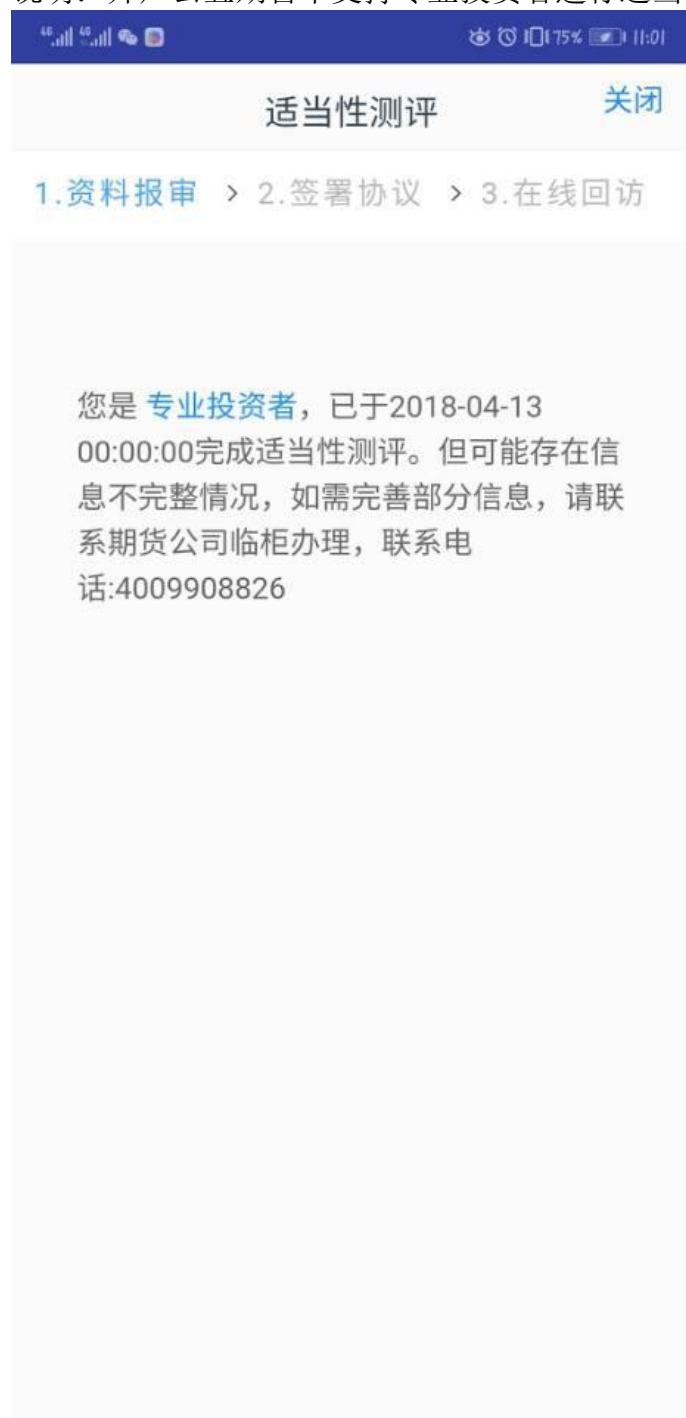 11:01
75%
适当性测评
关闭
1.资料报审 > 2.签署协议 > 3.在线回访
您是 专业投资者，已于2018-04-13
00:00:00完成适当性测评。但可能存在信
息不完整情况，如需完善部分信息，请联
系期货公司临柜办理，联系电
话:4009908826